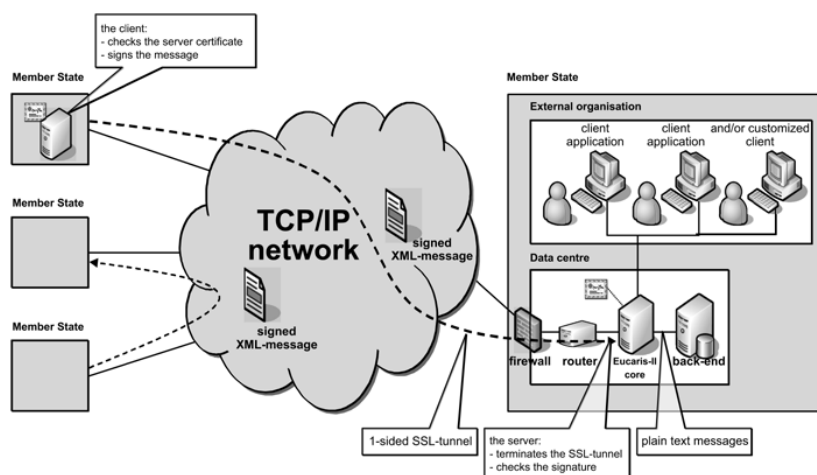 the client:
- checks the server certificate
- signs the message
Member State
Member State
External organisation
client
application
client
application
and/or customized
client
TCP/IP
network
signed
XML-message
signed
XML-message
Member State
Member State
Data centre
firewall
router
Eucaris-II
core
back-end
1-sided SSL-tunnel
the server:
- terminates the SSL-tunnel
- checks the signature
plain text messages